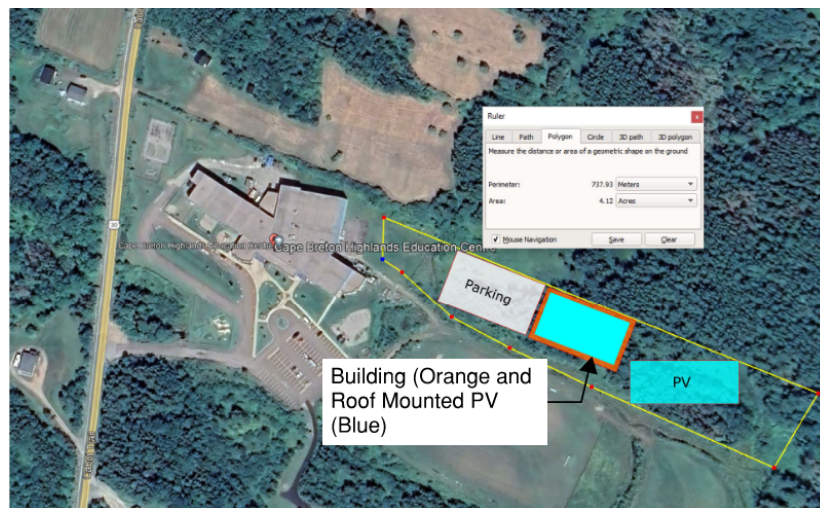 Ruler
Line Path Polygon Circle 3D path 3D polygon
Measure the distance or area of a geometric shape on the ground
Perimeter: 737.93 Meters
Area: 4.12 Acres
Mouse Navigation Save Clear
30
Cape Breton Highlands Education Centre
Parking
PV
Building (Orange and
Roof Mounted PV
(Blue)